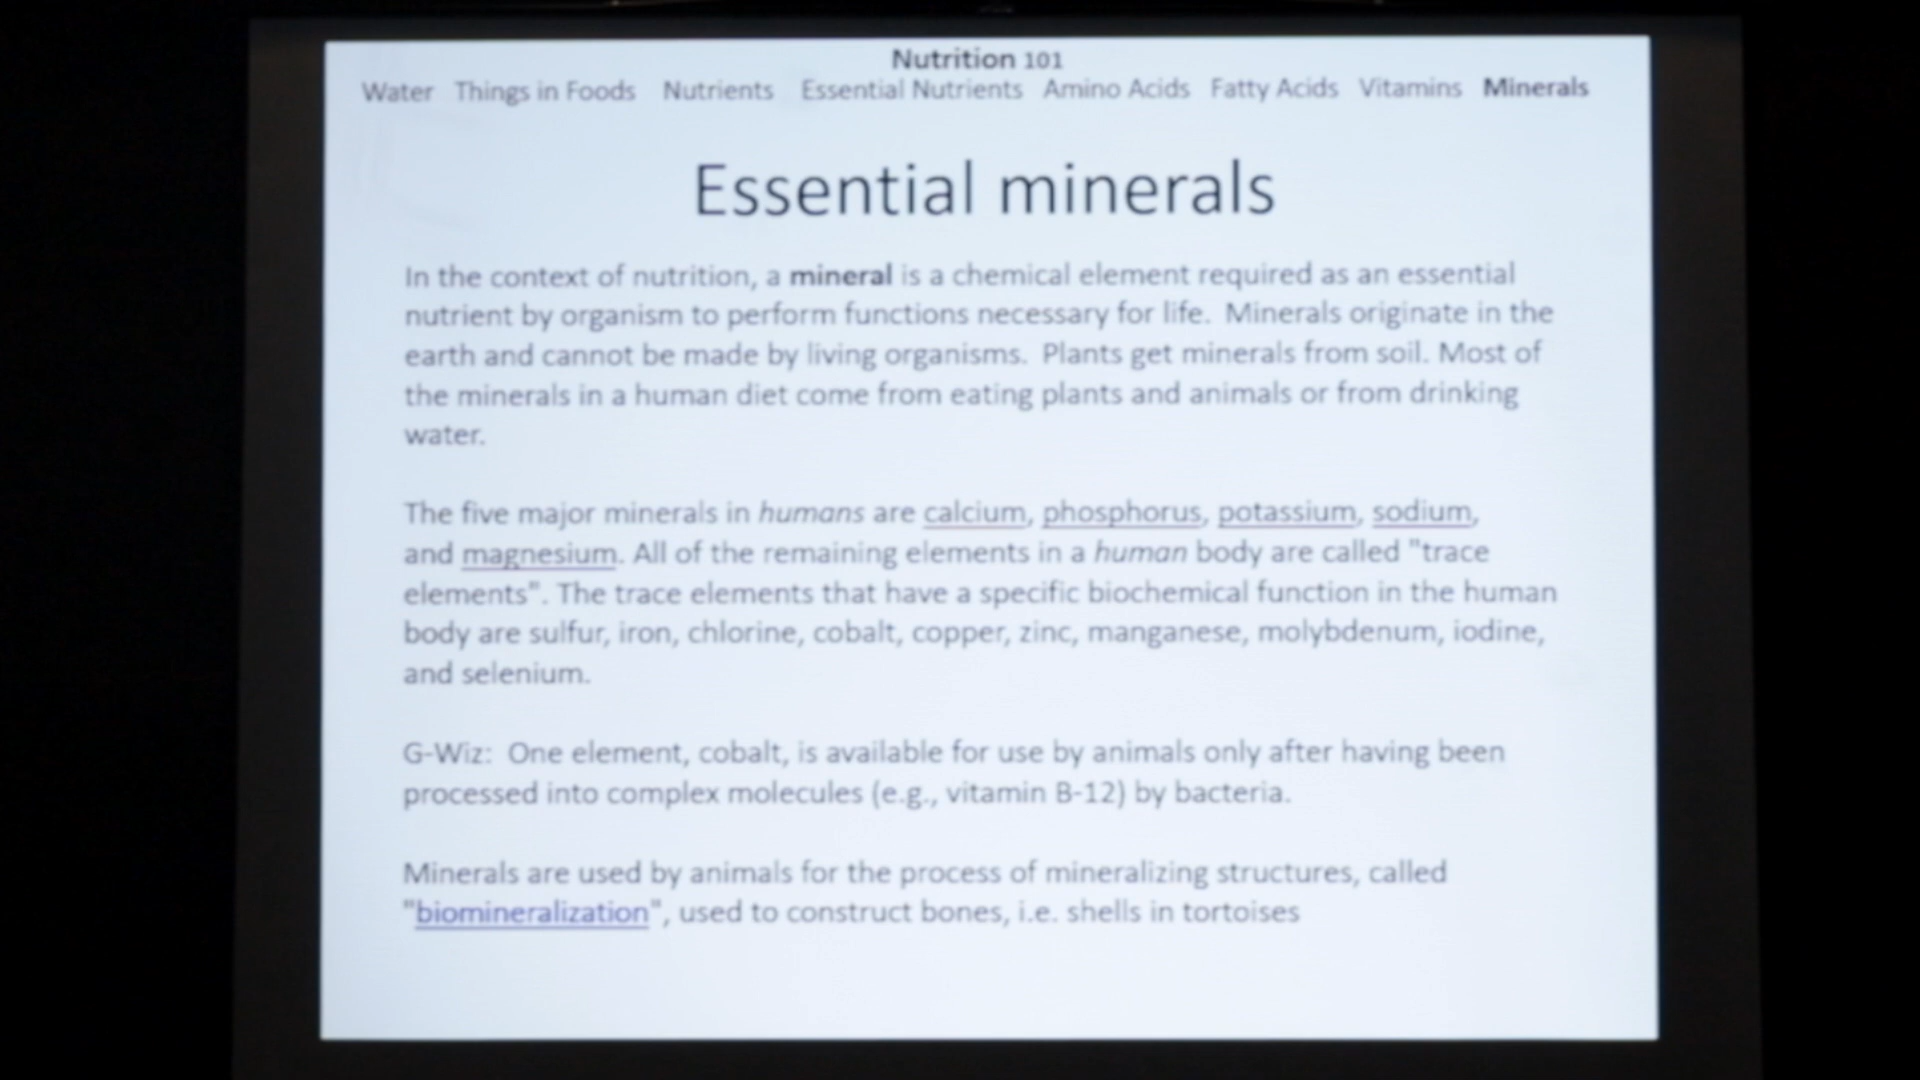 Nutrition 101
Water Things in Foods Nutrients Essential Nutrients Amino Acids Fatty Acids Vitamins Minerals
Essential minerals
In the context of nutrition, a mineral is a chemical element required as an essential
nutrient by organism to perform functions necessary for life. Minerals originate in the
earth and cannot be made by living organisms. Plants get minerals from soil. Most of
the minerals in a human diet come from eating plants and animals or from drinking
water.
The five major minerals in humans are calcium, phosphorus, potassium, sodium,
and magnesium. All of the remaining elements in a human body are called "trace
elements". The trace elements that have a specific biochemical function in the human
body are sulfur, iron, chlorine, cobalt, copper, zinc, manganese, molybdenum, iodine,
and selenium.
G-Wiz: One element, cobalt, is available for use by animals only after having been
processed into complex molecules (e.g., vitamin B-12) by bacteria.
Minerals are used by animals for the process of mineralizing structures, called
"biomineralization", used to construct bones, i.e. shells in tortoises